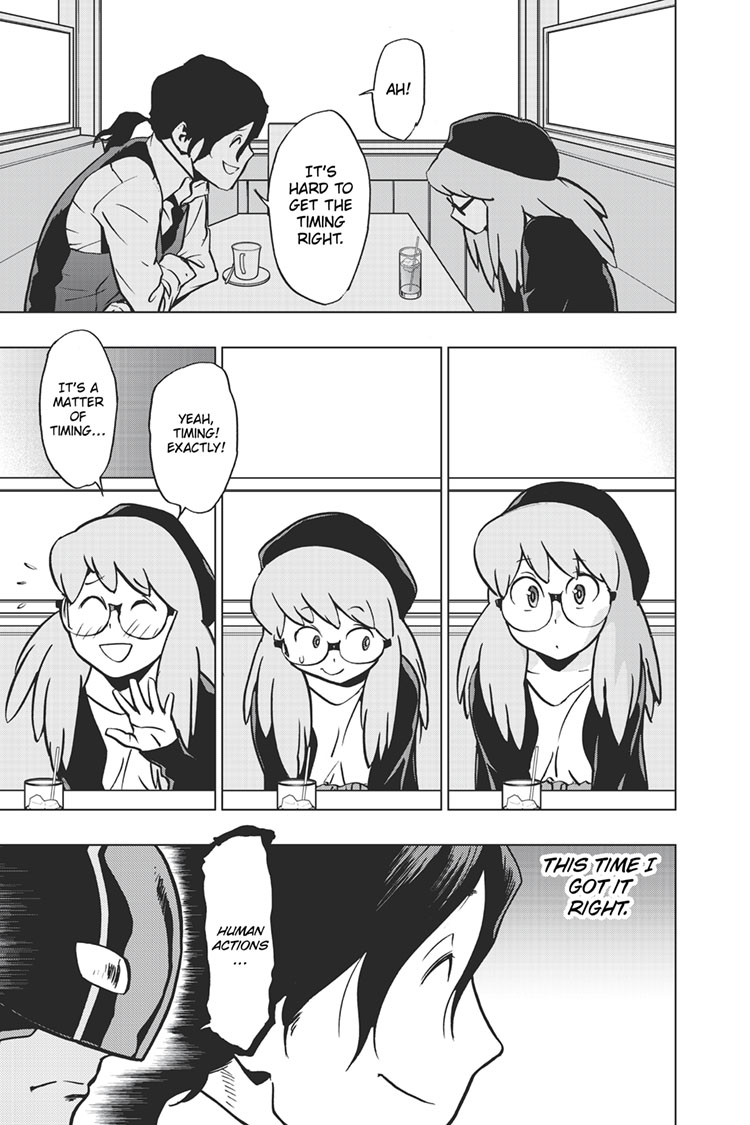 AH!
IT'S
HARD TO
GET THE
TIMING
RIGHT.
YEAH,
TIMING!
EXACTLY!
IT'S A
MATTER
OF
TIMING...
THIS TIME I
GOT IT
RIGHT.
HUMAN
ACTIONS
...